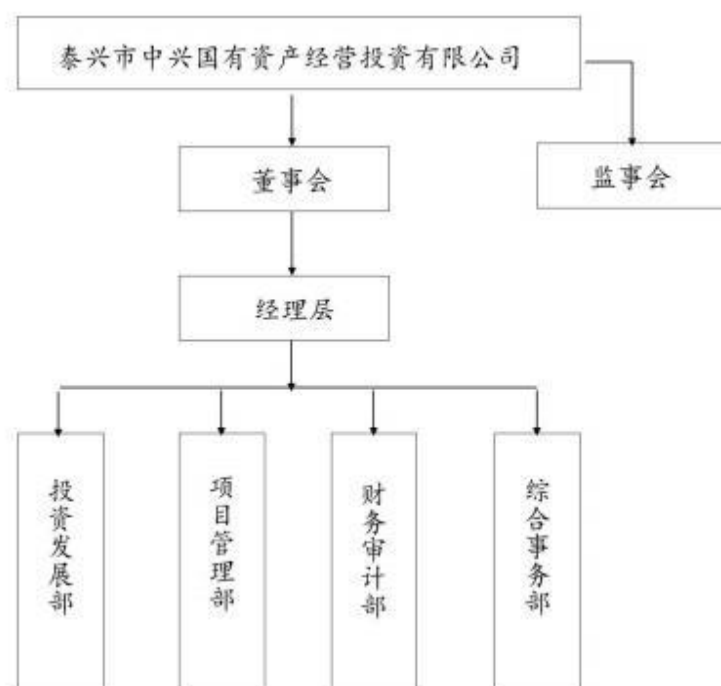 泰兴市中兴国有资产经营投资有限公司
董事会
监事会
经理层
投资发展部
项目管理部
财务审计部
综合事务部